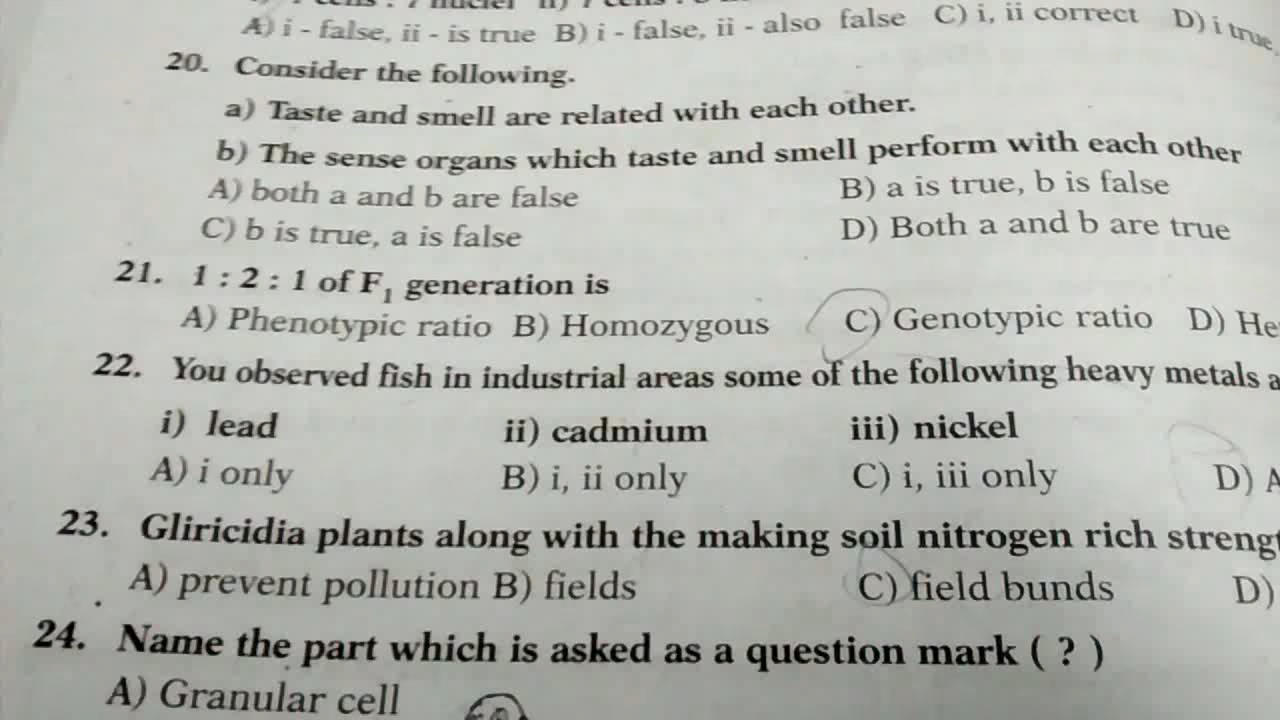 A) i - false, ii - is true B) i - false, ii - also false C) i, ii correct D) i true
20. Consider the following.
a) Taste and smell are related with each other.
b) The sense organs which taste and smell perform with each other
A) both a and b are false B) a is true, b is false
C) b is true, a is false D) Both a and b are true
21. 1 : 2 : 1 of F1 generation is
A) Phenotypic ratio B) Homozygous C) Genotypic ratio D) He
22. You observed fish in industrial areas some of the following heavy metals a
i) lead ii) cadmium iii) nickel
A) i only B) i, ii only C) i, iii only D) A
23. Gliricidia plants along with the making soil nitrogen rich streng
A) prevent pollution B) fields C) field bunds D)
24. Name the part which is asked as a question mark ( ? )
A) Granular cell